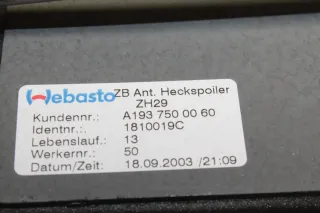 Webasto ZB Ant. Heckspoiler
ZH29
Kundennr.: A193 750 00 60
Identnr.: 1810019C
Lebenslauf.: 13
Werkernr.: 50
Datum/Zeit: 18.09.2003 /21:09